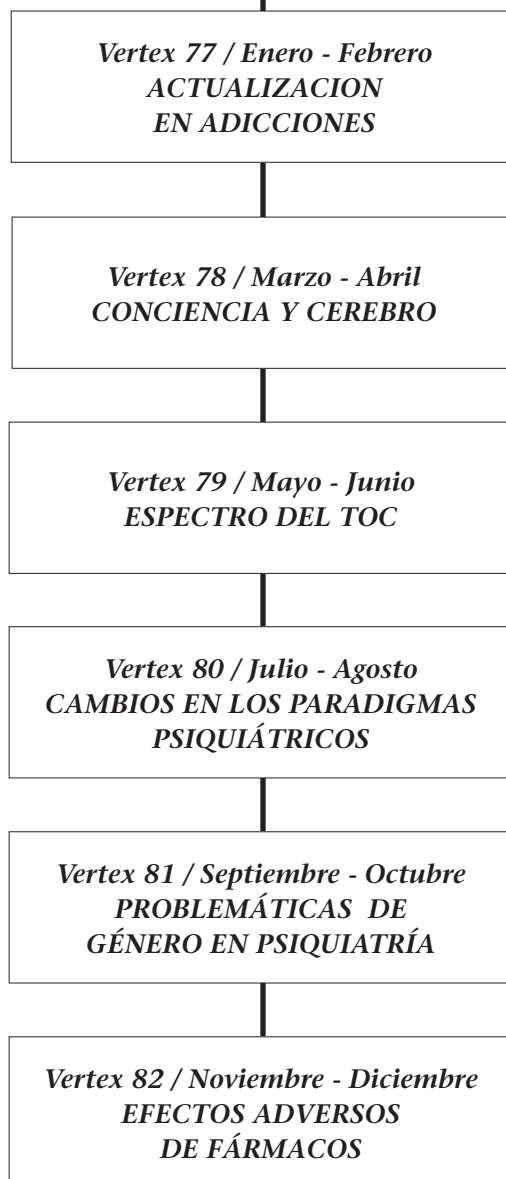 Vertex 77 / Enero - Febrero
ACTUALIZACION
EN ADICCIONES
Vertex 78 / Marzo - Abril
CONCIENCIA Y CEREBRO
Vertex 79 / Mayo - Junio
ESPECTRO DEL TOC
Vertex 80 / Julio - Agosto
CAMBIOS EN LOS PARADIGMAS
PSIQUIÁTRICOS
Vertex 81 / Septiembre - Octubre
PROBLEMÁTICAS DE
GÉNERO EN PSIQUIATRÍA
Vertex 82 / Noviembre - Diciembre
EFECTOS ADVERSOS
DE FÁRMACOS